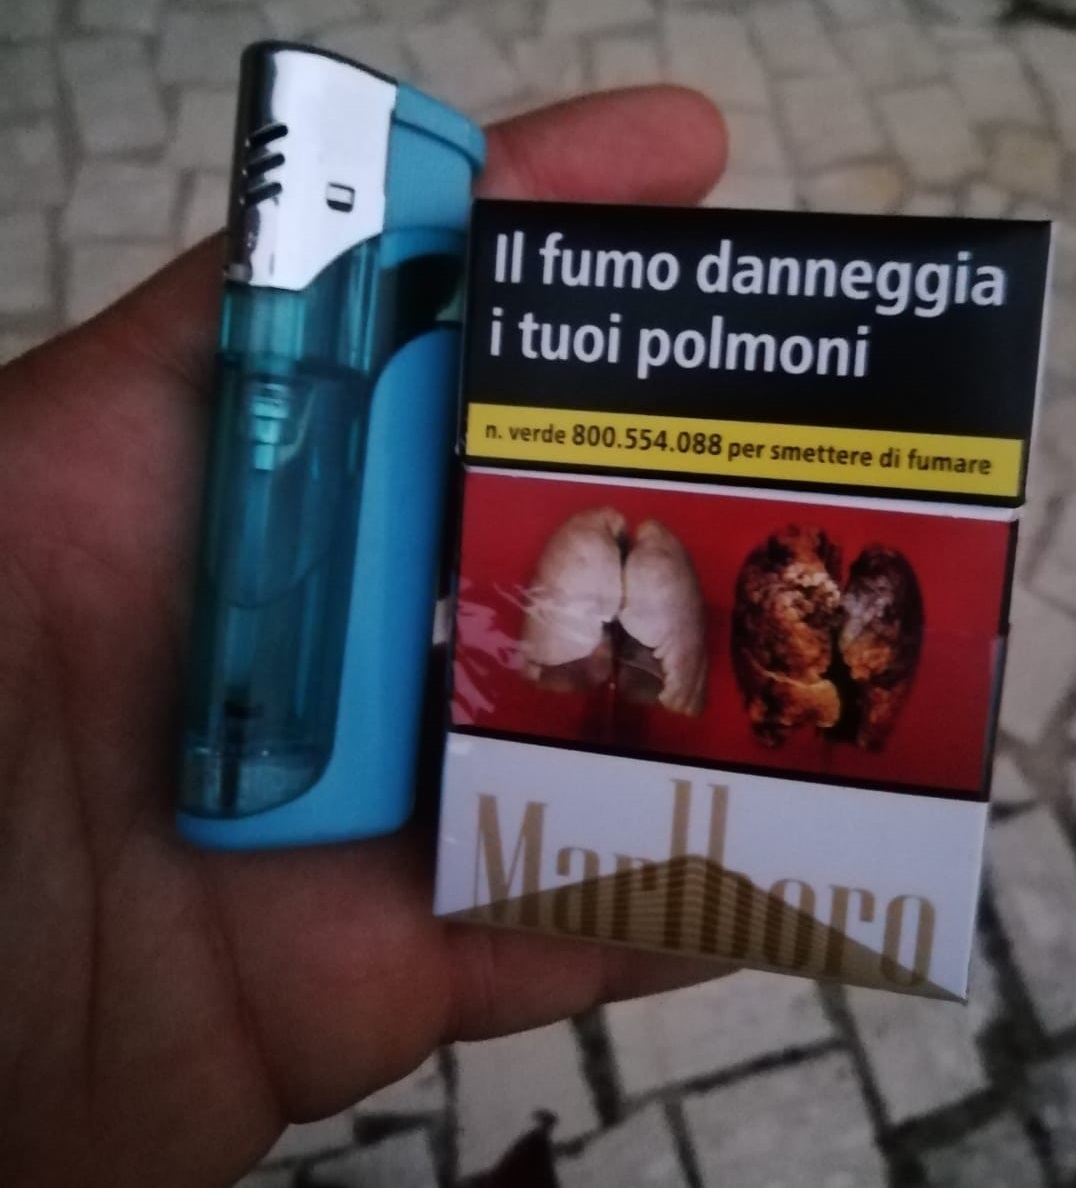 Il fumo danneggia
i tuoi polmoni
n. verde 800.554.088 per smettere di fumare
Marlboro